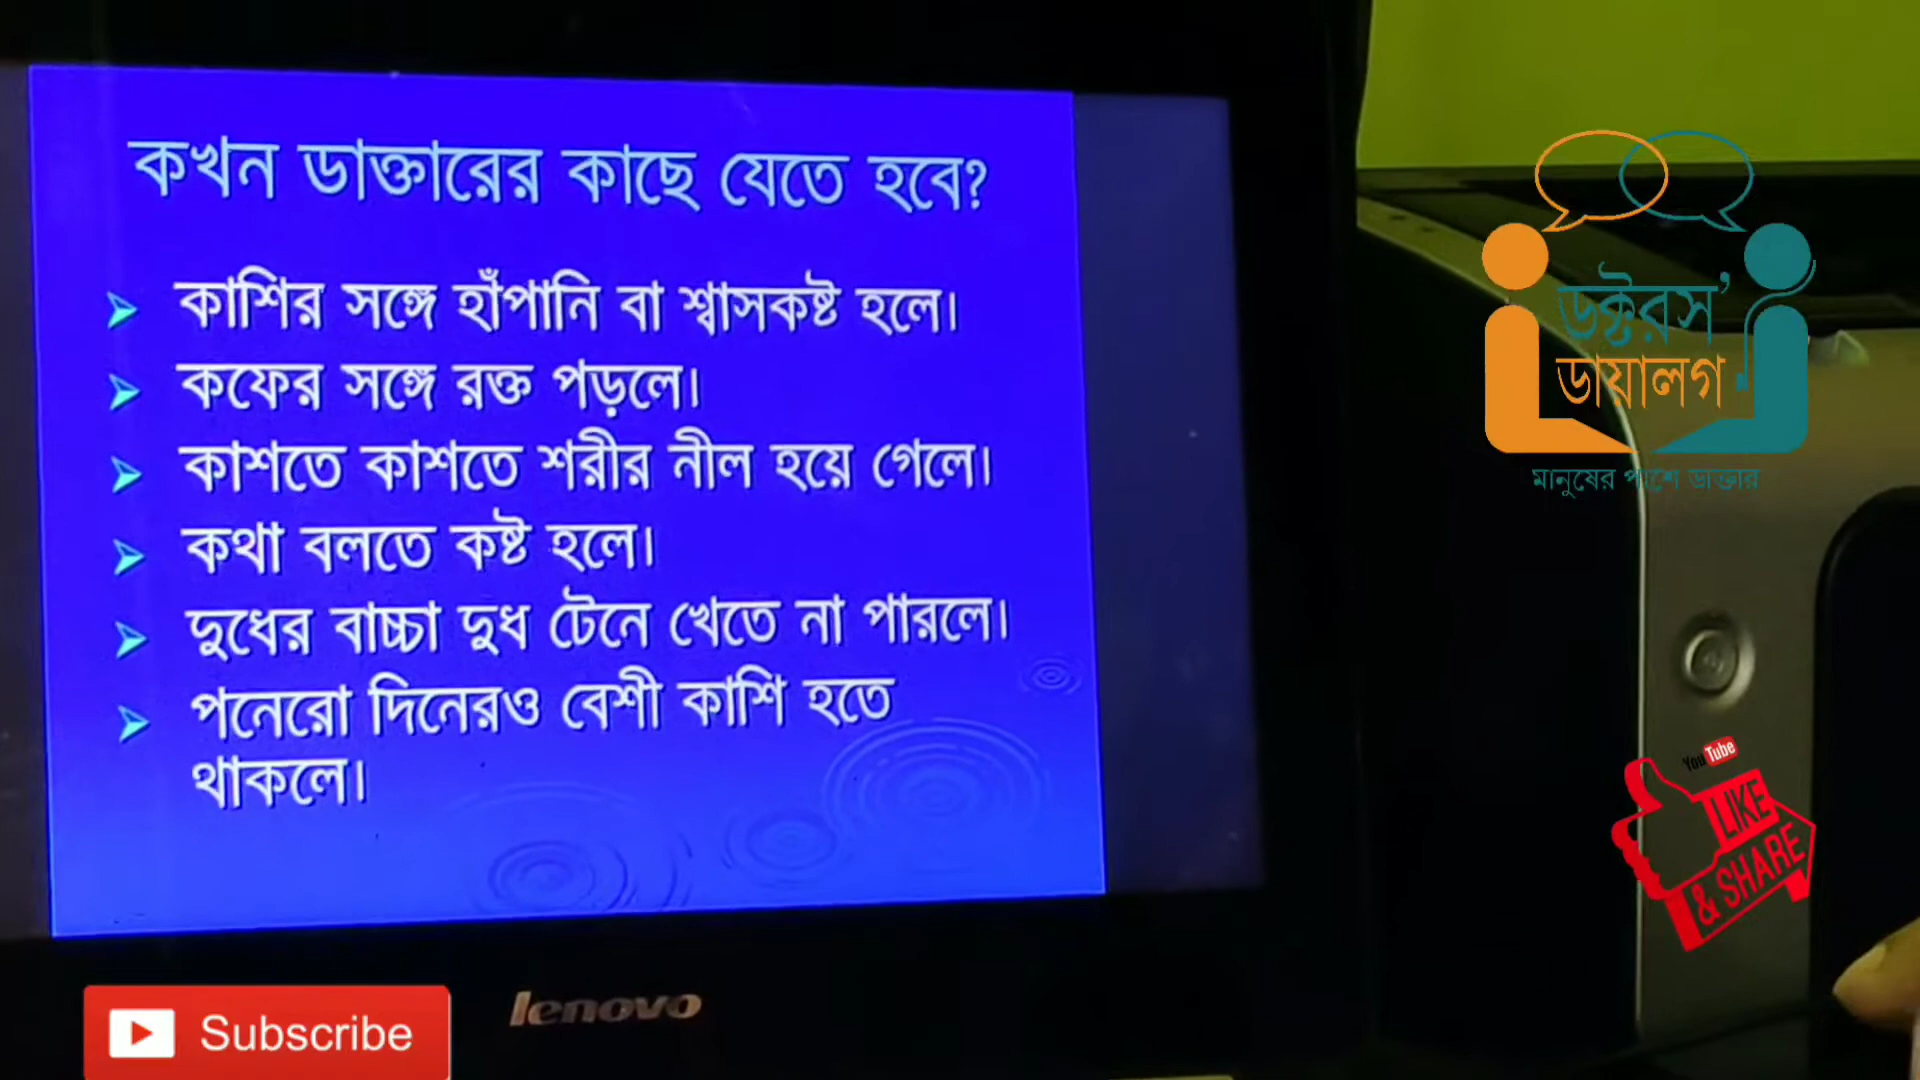 কখন ডাক্তারের কাছে যেতে হবে?
কাশির সঙ্গে হাঁপানি বা শ্বাসকষ্ট হলে।
কফের সঙ্গে রক্ত পড়লে।
কাশতে কাশতে শরীর নীল হয়ে গেলে।
কথা বলতে কষ্ট হলে।
দুধের বাচ্চা দুধ টেনে খেতে না পারলে।
পনেরো দিনেরও বেশী কাশি হতে
থাকলে।
ডক্টরস’
ডায়ালগ
মানুষের পাশে ডাক্তার
YouTube
LIKE
& SHARE
lenovo
Subscribe